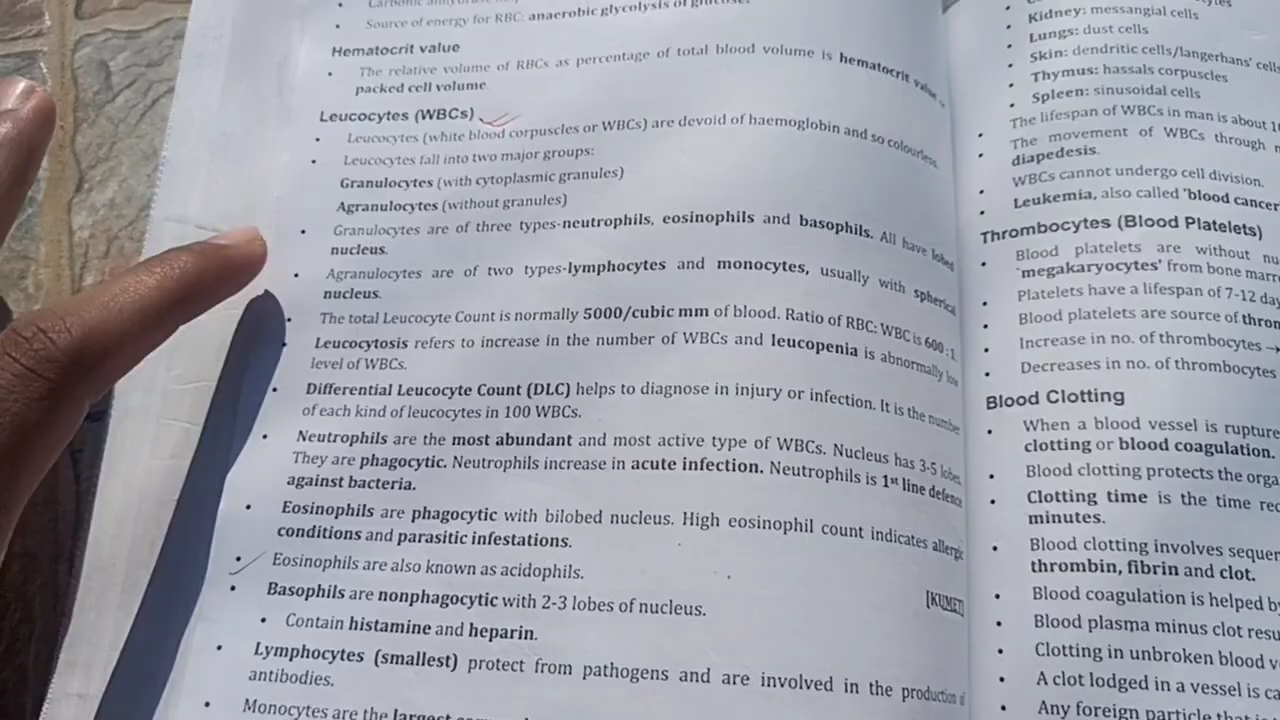 Source of energy for RBC: anaerobic glycolysis of glucose.
Hematocrit value
• The relative volume of RBCs as percentage of total blood volume is hematocrit value
packed cell volume.
Leucocytes (WBCs)
• Leucocytes (white blood corpuscles or WBCs) are devoid of haemoglobin and so colourless.
• Leucocytes fall into two major groups:
Granulocytes (with cytoplasmic granules)
Agranulocytes (without granules)
• Granulocytes are of three types-neutrophils, eosinophils and basophils. All have lobed
nucleus.
• Agranulocytes are of two types-lymphocytes and monocytes, usually with spherical
nucleus.
• The total Leucocyte Count is normally 5000/cubic mm of blood. Ratio of RBC: WBC is 600:1.
• Leucocytosis refers to increase in the number of WBCs and leucopenia is abnormally low
level of WBCs.
• Differential Leucocyte Count (DLC) helps to diagnose in injury or infection. It is the number
of each kind of leucocytes in 100 WBCs.
• Neutrophils are the most abundant and most active type of WBCs. Nucleus has 3-5 lobes.
They are phagocytic. Neutrophils increase in acute infection. Neutrophils is 1st line defence
against bacteria.
• Eosinophils are phagocytic with bilobed nucleus. High eosinophil count indicates allergic
conditions and parasitic infestations.
• Eosinophils are also known as acidophils.
[KUMET]
• Basophils are nonphagocytic with 2-3 lobes of nucleus.
• Contain histamine and heparin.
• Lymphocytes (smallest) protect from pathogens and are involved in the production of
antibodies.
• Monocytes are the largest
• Kidney: messangial cells
• Lungs: dust cells
• Skin: dendritic cells/langerhans' cells
• Thymus: hassals corpuscles
• Spleen: sinusoidal cells
• The lifespan of WBCs in man is about
• The movement of WBCs through
diapedesis.
• WBCs cannot undergo cell division.
• Leukemia, also called 'blood cancer
Thrombocytes (Blood Platelets)
• Blood platelets are without
'megakaryocytes' from bone
• Platelets have a lifespan of 7-12
• Blood platelets are source of
• Increase in no. of thrombocytes →
• Decreases in no. of thrombocytes
Blood Clotting
• When a blood vessel is
clotting or blood coagulation.
• Blood clotting protects the
• Clotting time is the time
minutes.
• Blood clotting involves
thrombin, fibrin and clot.
• Blood coagulation is helped
• Blood plasma minus clot
• Clotting in unbroken blood
• A clot lodged in a vessel is
• Any foreign particle